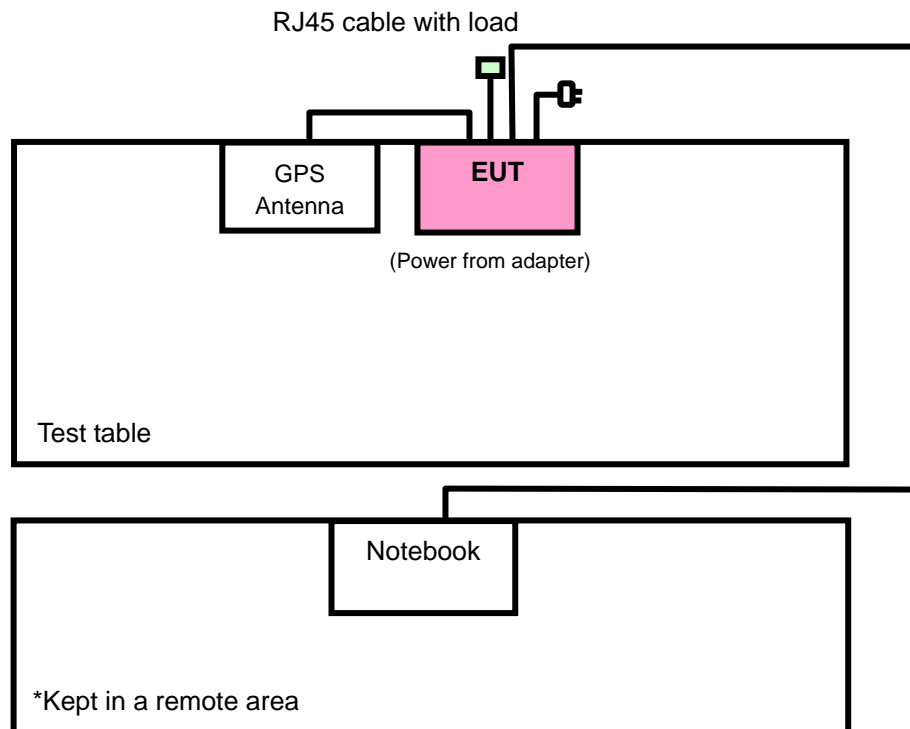 RJ45 cable with load
GPS
Antenna
EUT
(Power from adapter)
Test table
Notebook
*Kept in a remote area